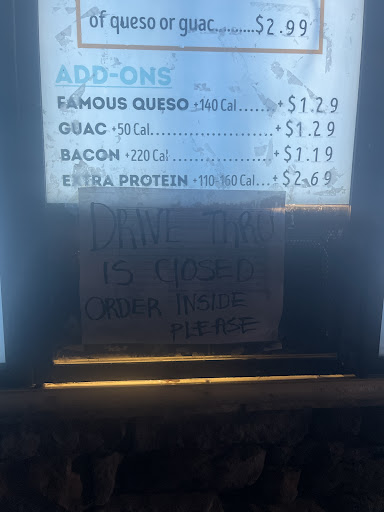 of queso or guac.........$2.99
ADD-ONS
FAMOUS QUESO +140 Cal......+$1.29
GUAC +50 Cal......................+$1.29
BACON +220 Cal..................+$1.19
EXTRA PROTEIN +110-160 Cal...+$2.69
DRIVE THRU
IS CLOSED
ORDER INSIDE
PLEASE